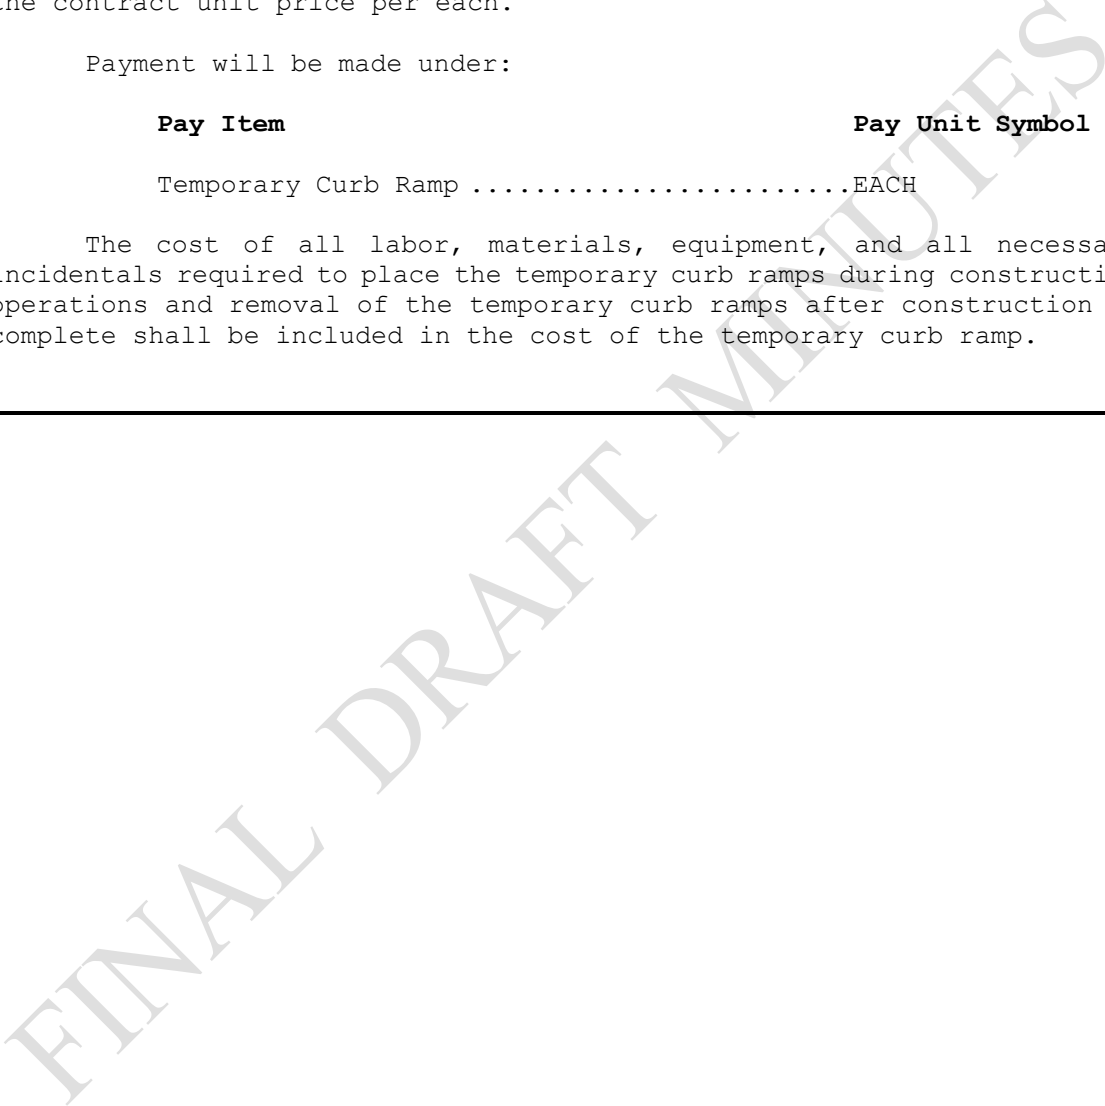 the contract unit price per each.
Payment will be made under:
Pay Item Pay Unit Symbol
Temporary Curb Ramp ........................EACH
The cost of all labor, materials, equipment, and all necessa
incidentals required to place the temporary curb ramps during constructi
operations and removal of the temporary curb ramps after construction
complete shall be included in the cost of the temporary curb ramp.
FINAL DRAFT MINUTES